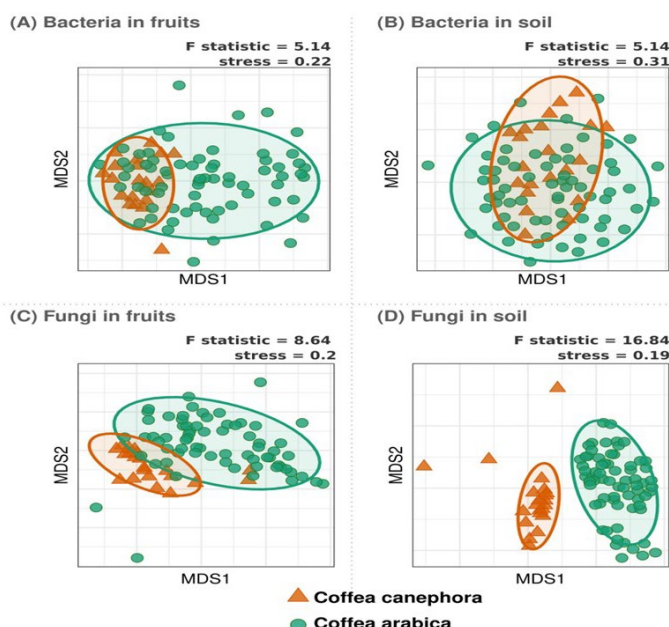 (A) Bacteria in fruits
F statistic = 5.14
stress = 0.22
MDS2
MDS1
(B) Bacteria in soil
F statistic = 5.14
stress = 0.31
MDS2
MDS1
(C) Fungi in fruits
F statistic = 8.64
stress = 0.2
MDS2
MDS1
(D) Fungi in soil
F statistic = 16.84
stress = 0.19
MDS2
MDS1
Coffea canephora
Coffea arabica